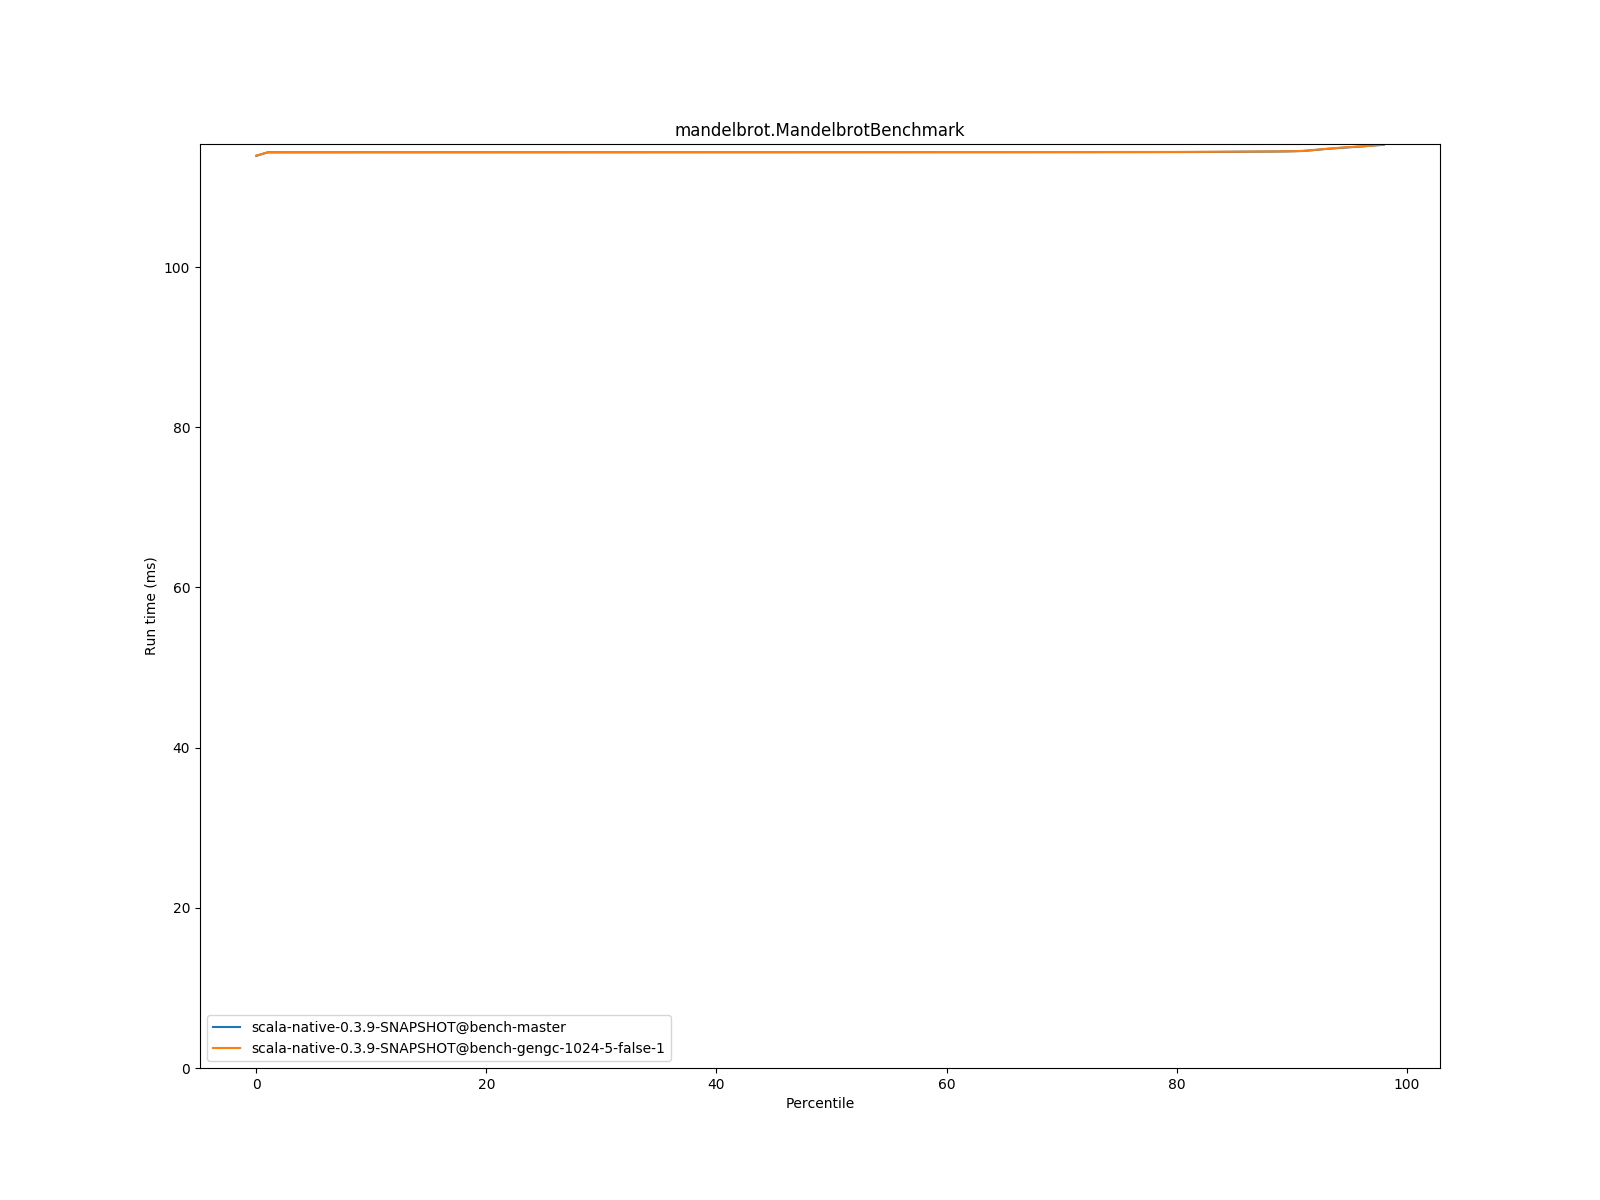 mandelbrot.MandelbrotBenchmark
100
80
60
40
20
0
Run time (ms)
scala-native-0.3.9-SNAPSHOT@bench-master
scala-native-0.3.9-SNAPSHOT@bench-gengc-1024-5-false-1
0 20 40 60 80 100
Percentile